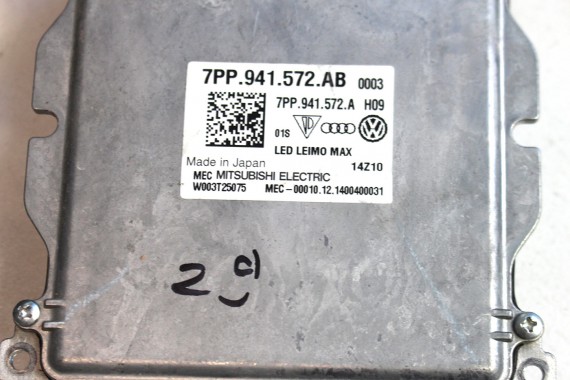 7PP.941.572.AB 0003
7PP.941.572.A H09
01S
LED LEIMO MAX
Made in Japan 14Z10
MEC MITSUBISHI ELECTRIC
W003T25075 MEC-00010.12.1400400031